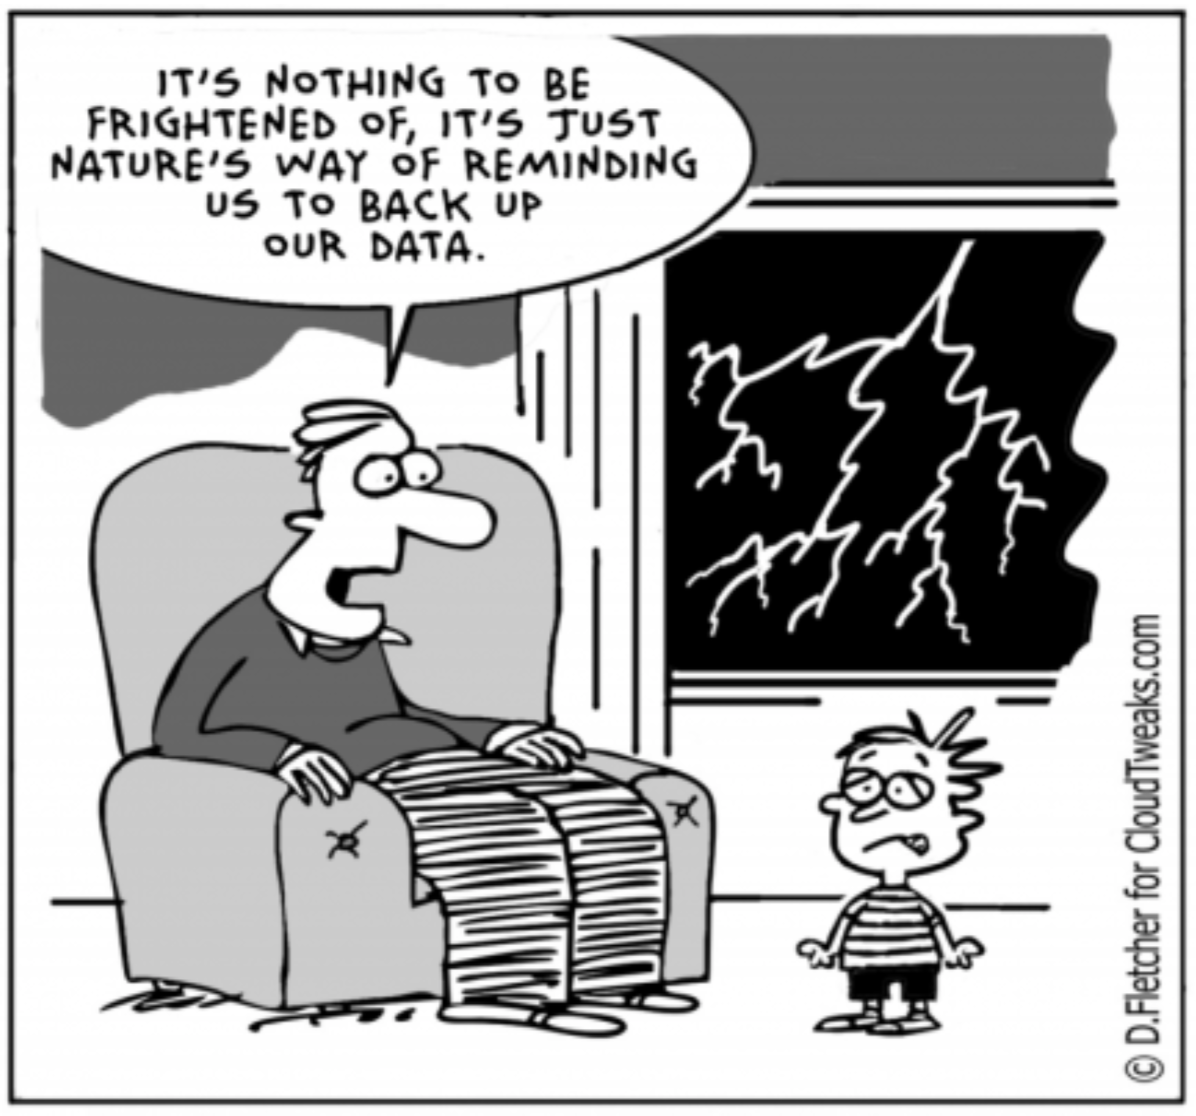 IT'S NOTHING TO BE
FRIGHTENED OF, IT'S JUST
NATURE'S WAY OF REMINDING
US TO BACK UP
OUR DATA.
© D.Fletcher for CloudTweaks.com